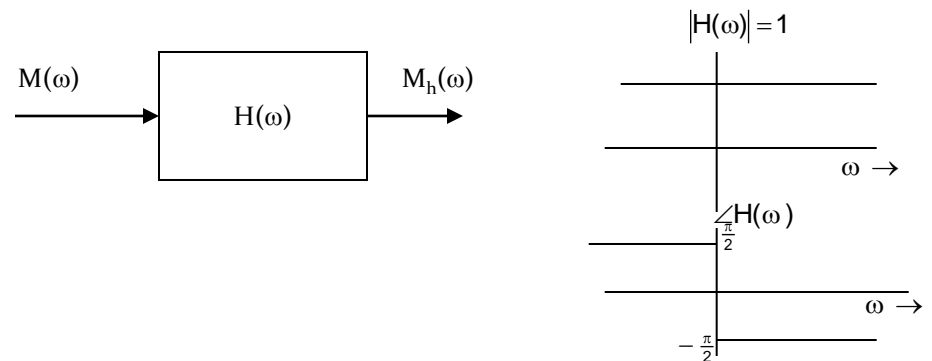 |H(ω)| = 1
M(ω)
M_h(ω)
H(ω)
ω →
∠H(ω)
π/2
ω →
− π/2